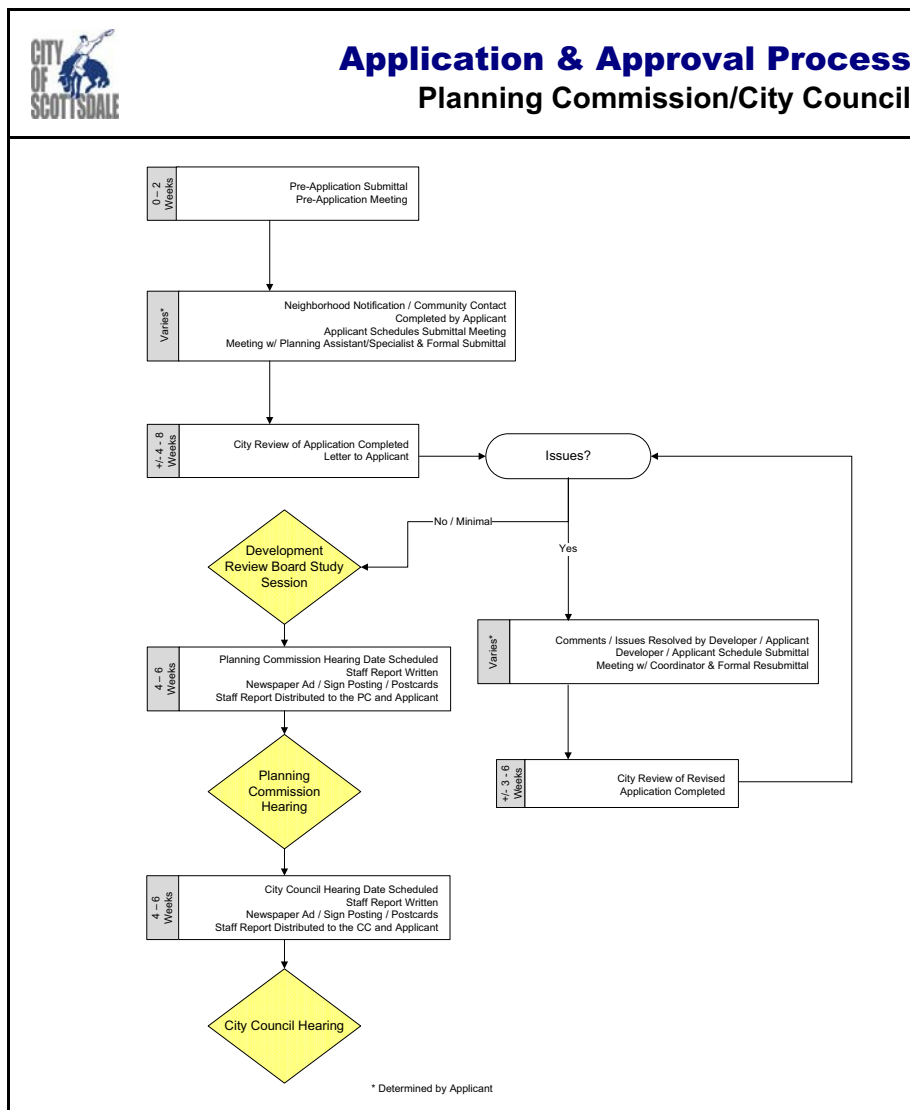 CITY
OF
SCOTTSDALE
Application & Approval Process
Planning Commission/City Council
0 – 2
Weeks
Pre-Application Submittal
Pre-Application Meeting
Varies*
Neighborhood Notification / Community Contact
Completed by Applicant
Applicant Schedules Submittal Meeting
Meeting w/ Planning Assistant/Specialist & Formal Submittal
+/- 4 - 8
Weeks
City Review of Application Completed
Letter to Applicant
Issues?
No / Minimal
Yes
Development
Review Board Study
Session
Varies*
Comments / Issues Resolved by Developer / Applicant
Developer / Applicant Schedule Submittal
Meeting w/ Coordinator & Formal Resubmittal
4 – 6
Weeks
Planning Commission Hearing Date Scheduled
Staff Report Written
Newspaper Ad / Sign Posting / Postcards
Staff Report Distributed to the PC and Applicant
+/- 3 - 6
Weeks
City Review of Revised
Application Completed
Planning
Commission
Hearing
4 – 6
Weeks
City Council Hearing Date Scheduled
Staff Report Written
Newspaper Ad / Sign Posting / Postcards
Staff Report Distributed to the CC and Applicant
City Council Hearing
* Determined by Applicant